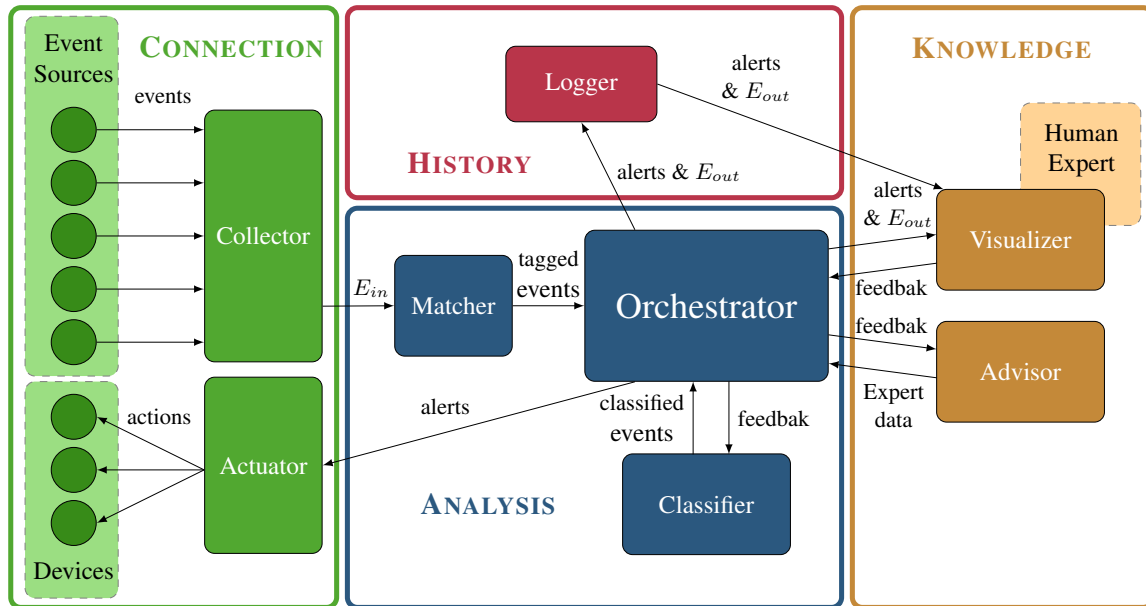 Event
Sources
CONNECTION
events
Collector
E_in
actions
Actuator
Devices
HISTORY
Logger
alerts
& E_out
alerts & E_out
Matcher
tagged
events
Orchestrator
alerts
classified
events
feedbak
Classifier
ANALYSIS
KNOWLEDGE
Human
Expert
alerts
& E_out
Visualizer
feedbak
feedbak
Advisor
Expert
data